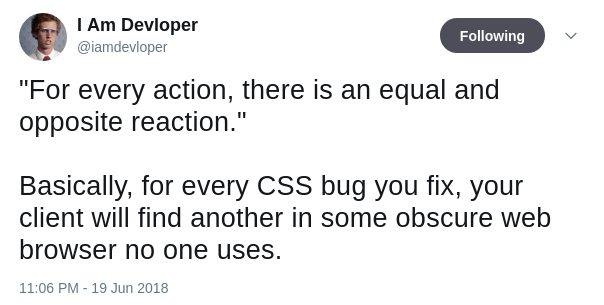 I Am Devloper
@iamdevloper
Following
"For every action, there is an equal and
opposite reaction."
Basically, for every CSS bug you fix, your
client will find another in some obscure web
browser no one uses.
11:06 PM - 19 Jun 2018